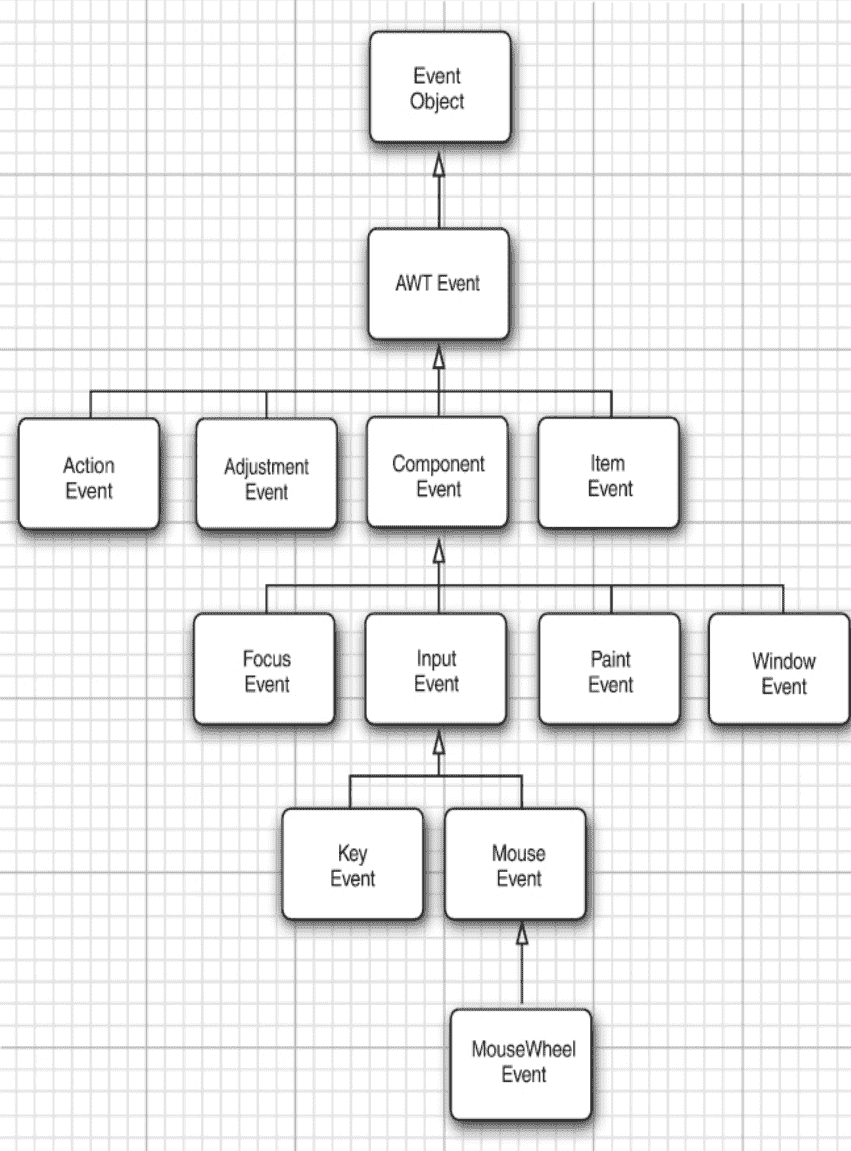 Event
Object
AWT Event
Action
Event
Adjustment
Event
Component
Event
Item
Event
Focus
Event
Input
Event
Paint
Event
Window
Event
Key
Event
Mouse
Event
MouseWheel
Event